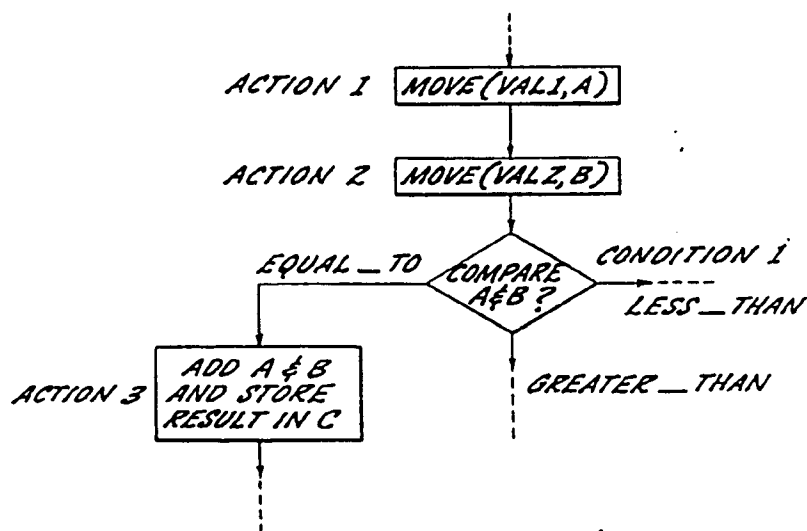 ACTION 1
MOVE(VAL1,A)
ACTION 2
MOVE(VAL2,B)
EQUAL_TO
COMPARE
A&B?
CONDITION 1
LESS_THAN
GREATER_THAN
ACTION 3
ADD A & B
AND STORE
RESULT IN C